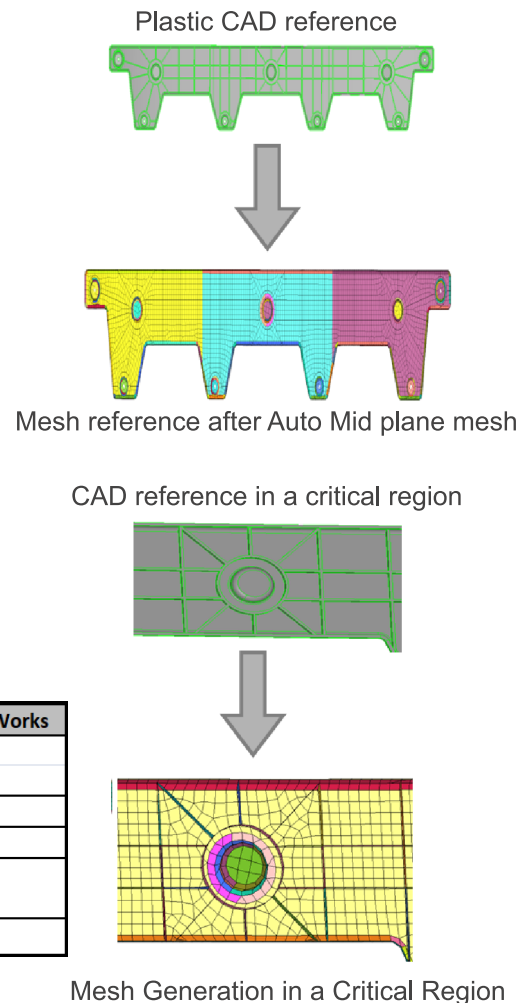 Plastic CAD reference
Mesh reference after Auto Mid plane mesh
CAD reference in a critical region
Works
Mesh Generation in a Critical Region